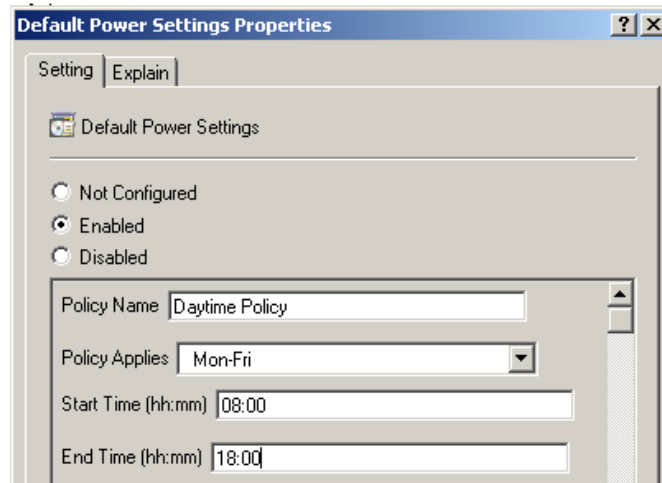 Default Power Settings Properties
Setting Explain
Default Power Settings
Not Configured
Enabled
Disabled
Policy Name Daytime Policy
Policy Applies Mon-Fri
Start Time (hh:mm) 08:00
End Time (hh:mm) 18:00